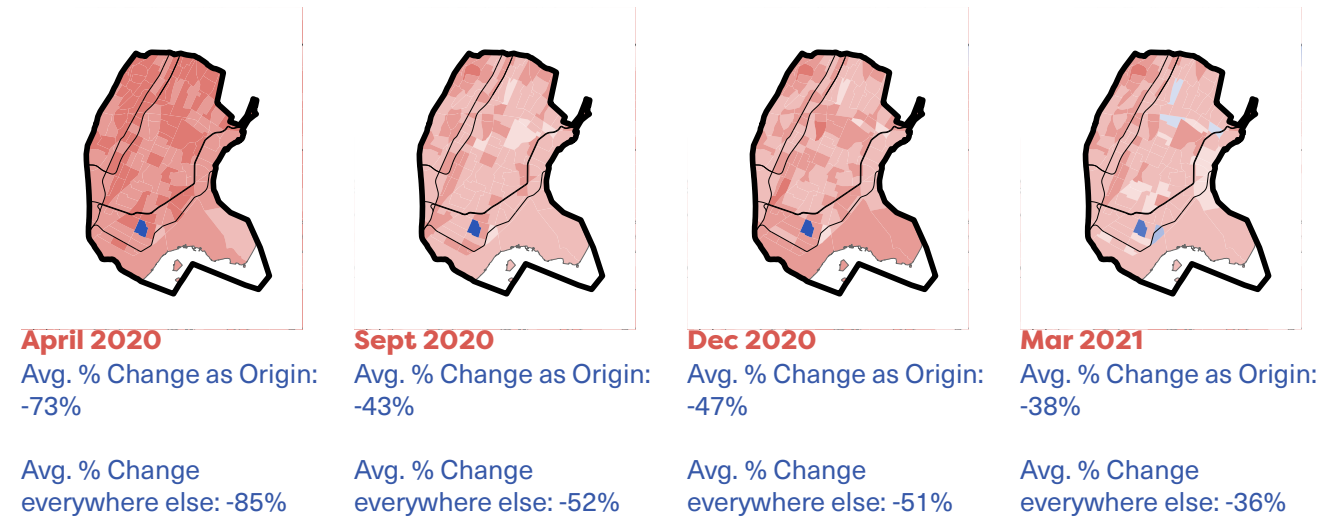 April 2020
Avg. % Change as Origin:
-73%
Avg. % Change
everywhere else: -85%
Sept 2020
Avg. % Change as Origin:
-43%
Avg. % Change
everywhere else: -52%
Dec 2020
Avg. % Change as Origin:
-47%
Avg. % Change
everywhere else: -51%
Mar 2021
Avg. % Change as Origin:
-38%
Avg. % Change
everywhere else: -36%